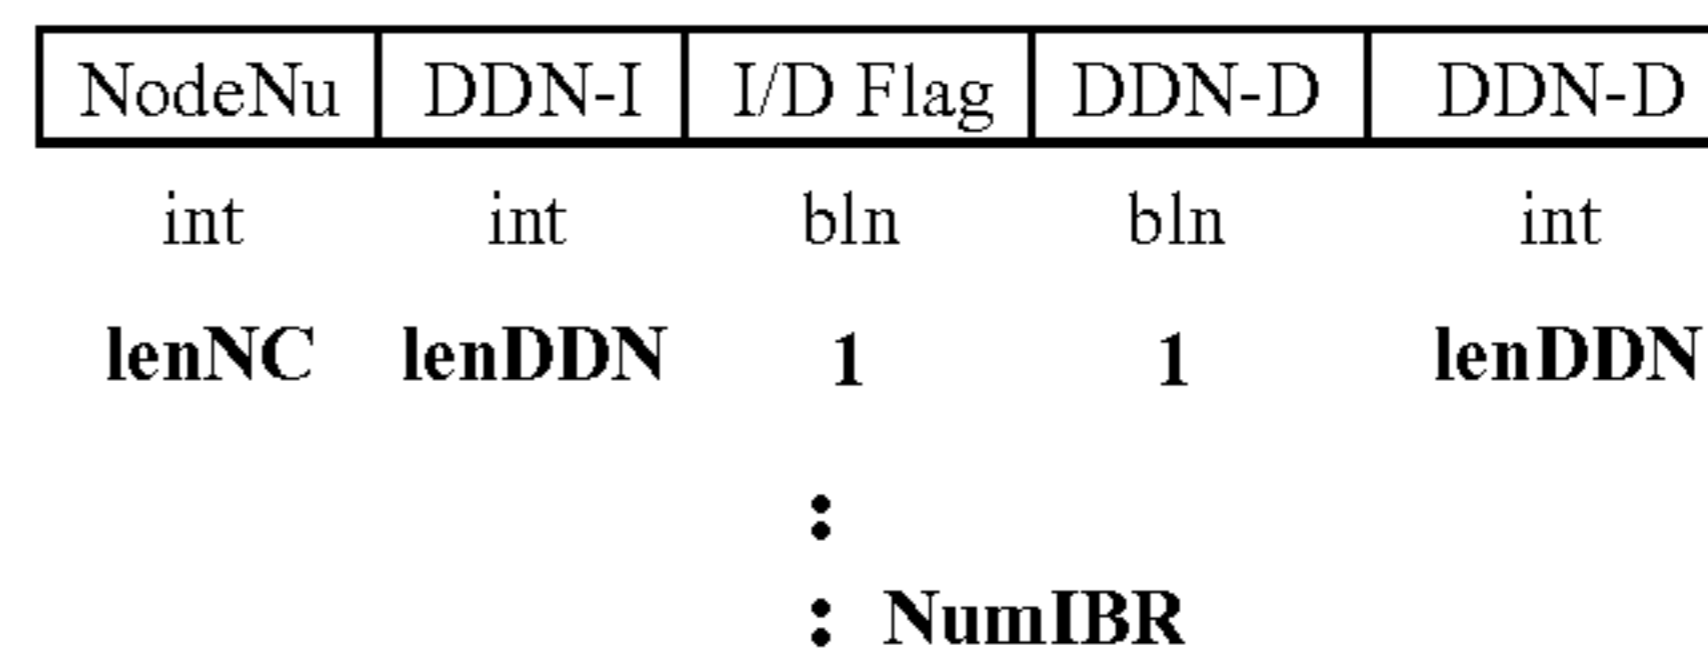 NodeNu DDN-I I/D Flag DDN-D DDN-D
int int bln bln int
lenNC lenDDN 1 1 lenDDN
:
: NumIBR